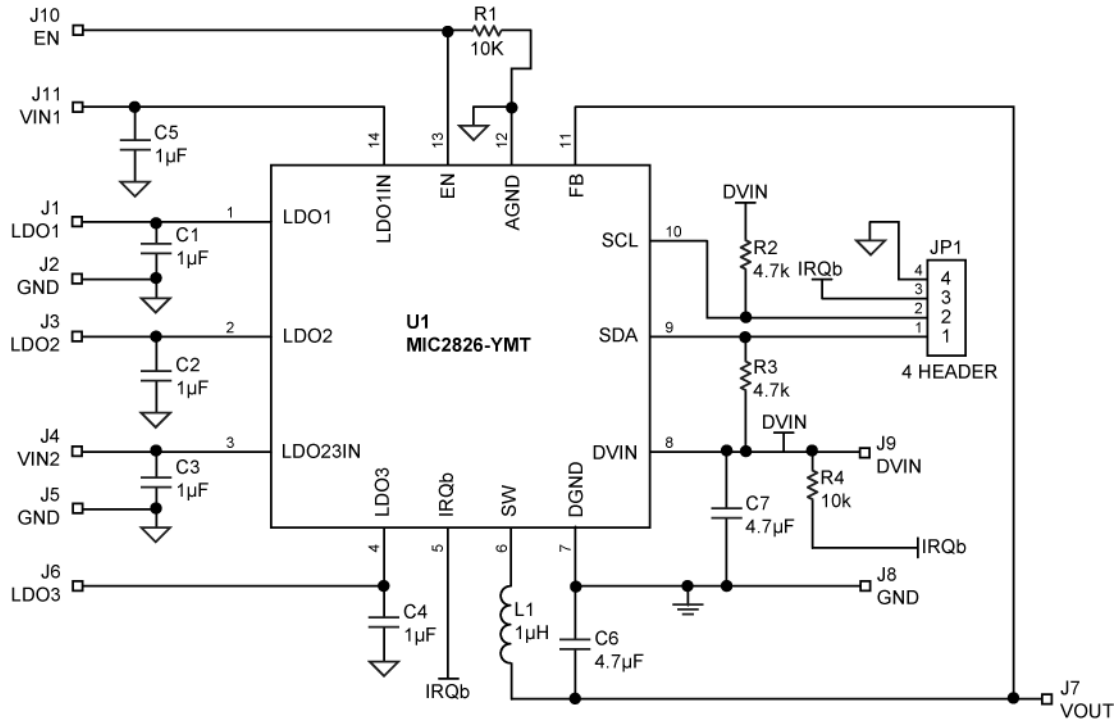 J10
EN
R1
10K
J11
VIN1
C5
1µF
14
13
12
11
LDO1IN
EN
AGND
FB
J1
LDO1
C1
1µF
1
LDO1
J2
GND
J3
LDO2
C2
1µF
2
LDO2
J4
VIN2
C3
1µF
3
LDO23IN
J5
GND
U1
MIC2826-YMT
SCL
10
SDA
9
DVIN
8
DVIN
R2
4.7k
IRQb
JP1
4 4
3 3
2 2
1 1
4 HEADER
R3
4.7k
DVIN
J9
DVIN
R4
10k
C7
4.7µF
IRQb
LDO3
IRQb
SW
DGND
4
5
6
7
J6
LDO3
C4
1µF
IRQb
L1
1µH
C6
4.7µF
J8
GND
J7
VOUT